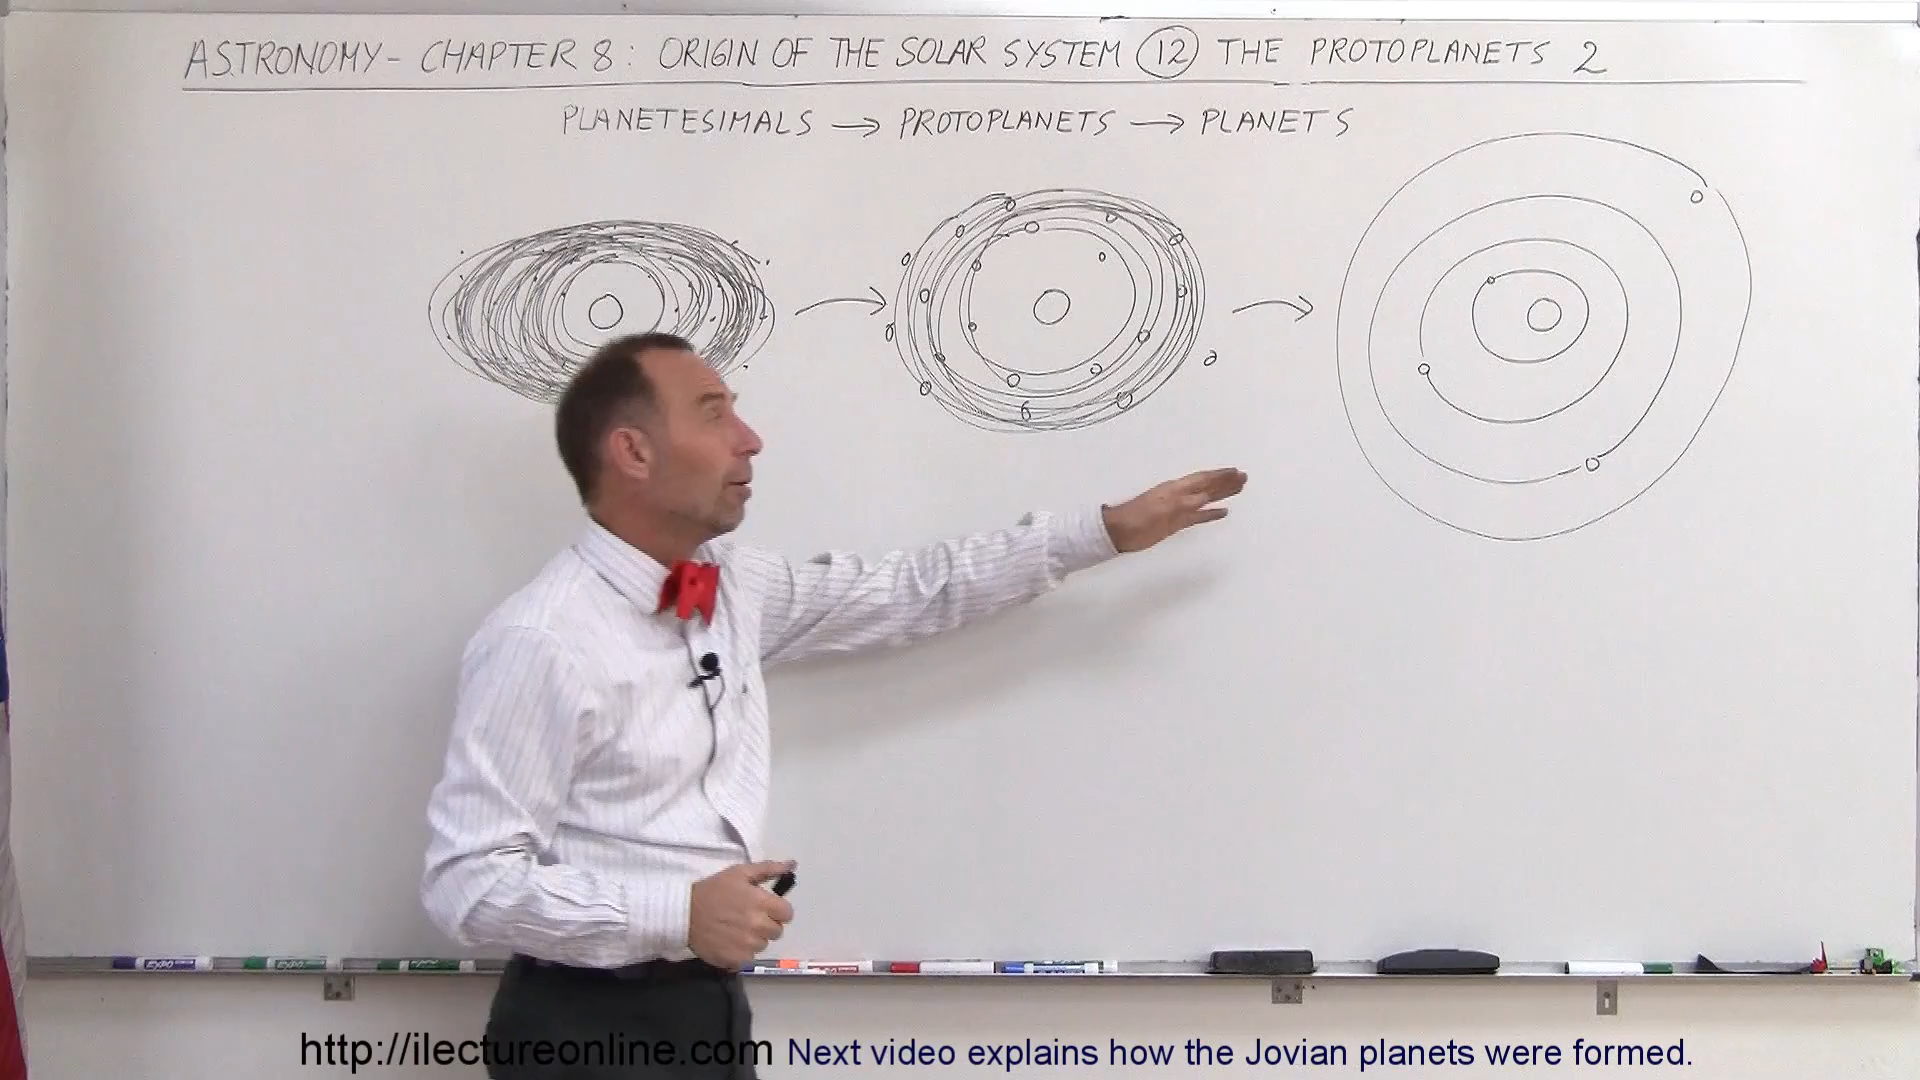 ASTRONOMY - CHAPTER 8: ORIGIN OF THE SOLAR SYSTEM 12 THE PROTOPLANETS 2
PLANETESIMALS → PROTOPLANETS → PLANETS
EXPO
http://ilectureonline.com Next video explains how the Jovian planets were formed.